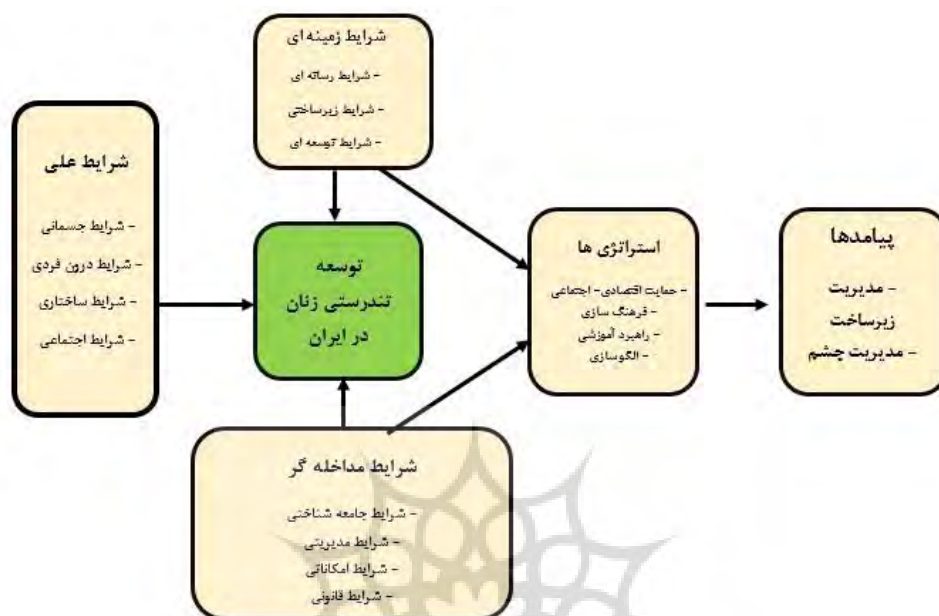 شرایط زمینه ای
- شرایط رسانه ای
- شرایط زیرساختی
- شرایط توسعه ای
شرایط علی
- شرایط جسمانی
- شرایط درون فردی
- شرایط ساختاری
- شرایط اجتماعی
توسعه
تندرستی زنان
در ایران
استراتژی ها
- حمایت اقتصادی- اجتماعی
- فرهنگ سازی
- راهبرد آموزشی
- الگوسازی
پیامدها
- مدیریت
زیرساخت
- مدیریت چشم
شرایط مداخله گر
- شرایط جامعه شناختی
- شرایط مدیریتی
- شرایط امکاناتی
- شرایط قانونی